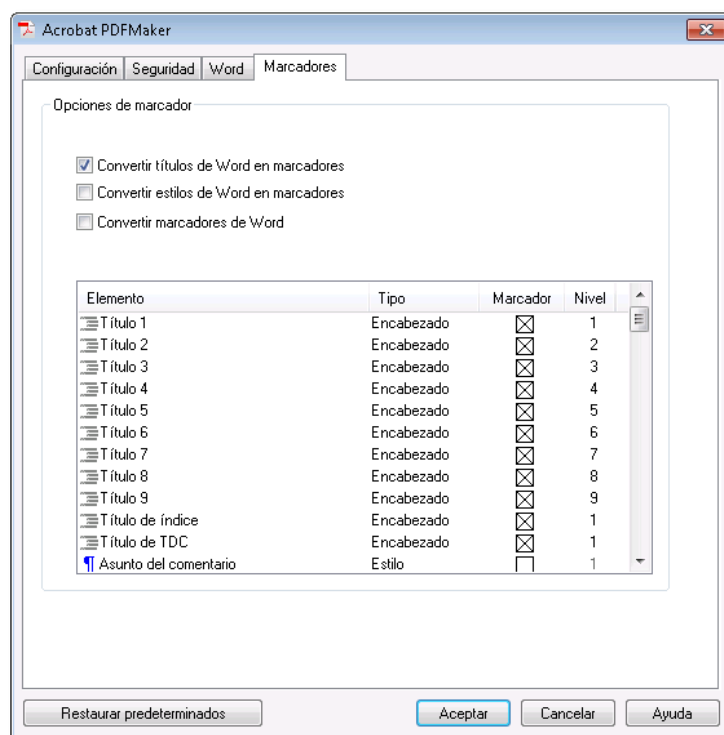 Acrobat PDFMaker
Configuración Seguridad Word Marcadores
Opciones de marcador
Convertir títulos de Word en marcadores
Convertir estilos de Word en marcadores
Convertir marcadores de Word
Elemento Tipo Marcador Nivel
Título 1 Encabezado 1
Título 2 Encabezado 2
Título 3 Encabezado 3
Título 4 Encabezado 4
Título 5 Encabezado 5
Título 6 Encabezado 6
Título 7 Encabezado 7
Título 8 Encabezado 8
Título 9 Encabezado 9
Título de índice Encabezado 1
Título de TDC Encabezado 1
¶ Asunto del comentario Estilo 1
Restaurar predeterminados Aceptar Cancelar Ayuda